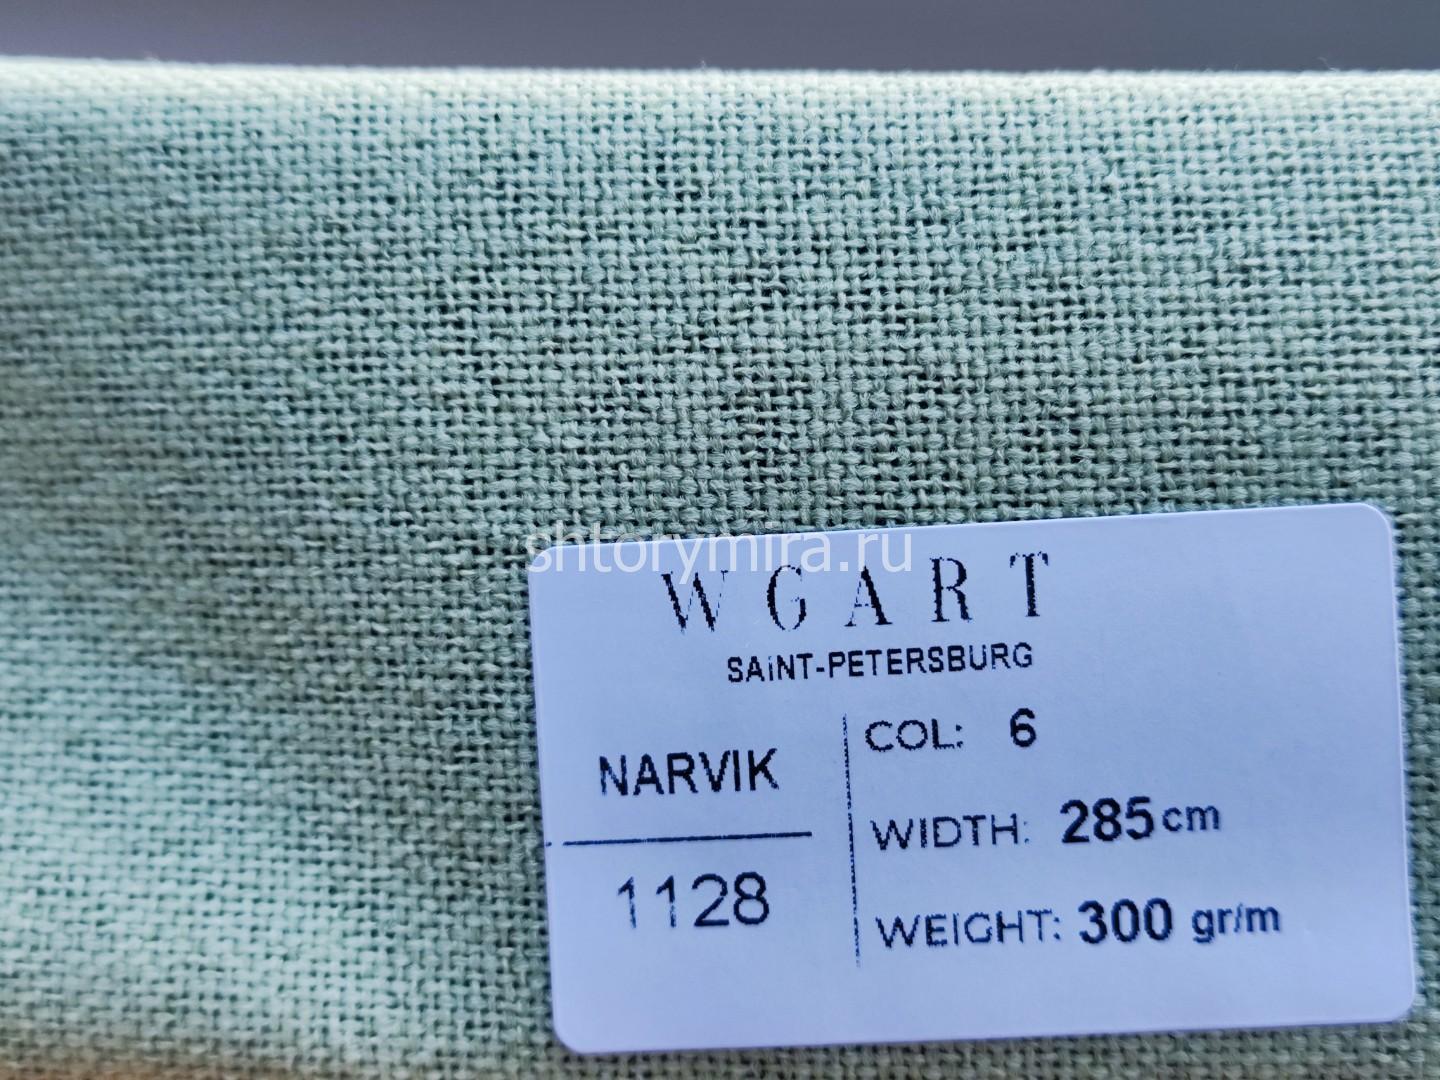 shtorymira.ru
WGART
SAiNT-PETERSBURG
NARVIK
1128
COL: 6
WIDTH: 285cm
WEIGHT: 300 gr/m